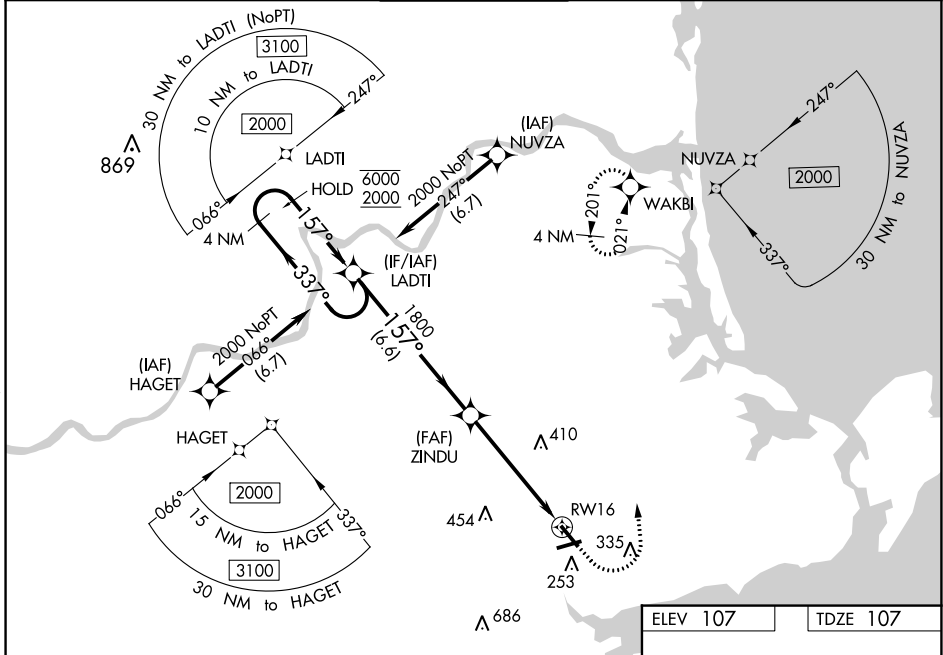 30 NM to LADTI (NoPT)
3100
10 NM to LADTI
2000
247°
066°
LADTI
869
HOLD
6000
2000
4 NM
157°
337°
(IF/IAF)
LADTI
(IAF)
NUVZA
2000 NoPT
247°
(6.7)
201°
021°
4 NM
WAKBI
NUVZA
247°
2000
337°
30 NM to NUVZA
2000 NoPT
066°
(6.7)
(IAF)
HAGET
1800
157°
(6.6)
(FAF)
ZINDU
410
HAGET
066°
2000
337°
15 NM to HAGET
3100
30 NM to HAGET
454
RW16
335
253
686
ELEV 107
TDZE 107